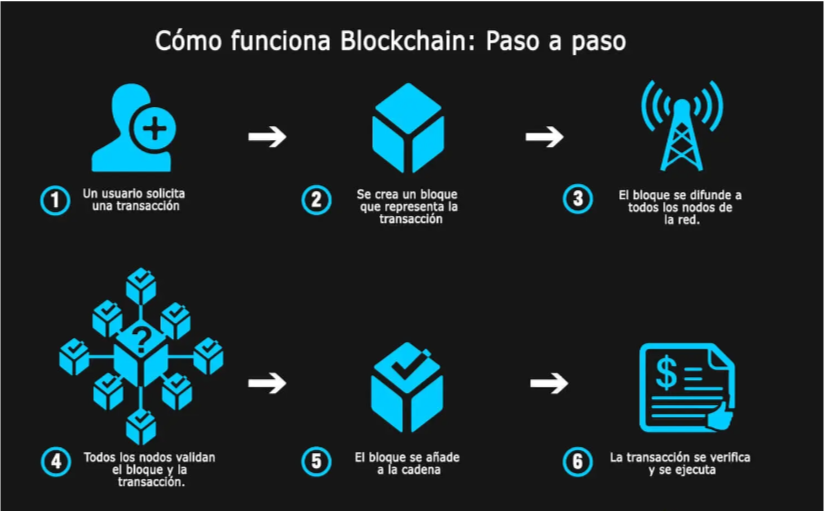 Cómo funciona Blockchain: Paso a paso
1
Un usuario solicita
una transacción
2
Se crea un bloque
que representa la
transacción
3
El bloque se difunde a
todos los nodos de
la red.
?
4
Todos los nodos validan
el bloque y la
transacción.
5
El bloque se añade
a la cadena
$
6
La transacción se verifica
y se ejecuta